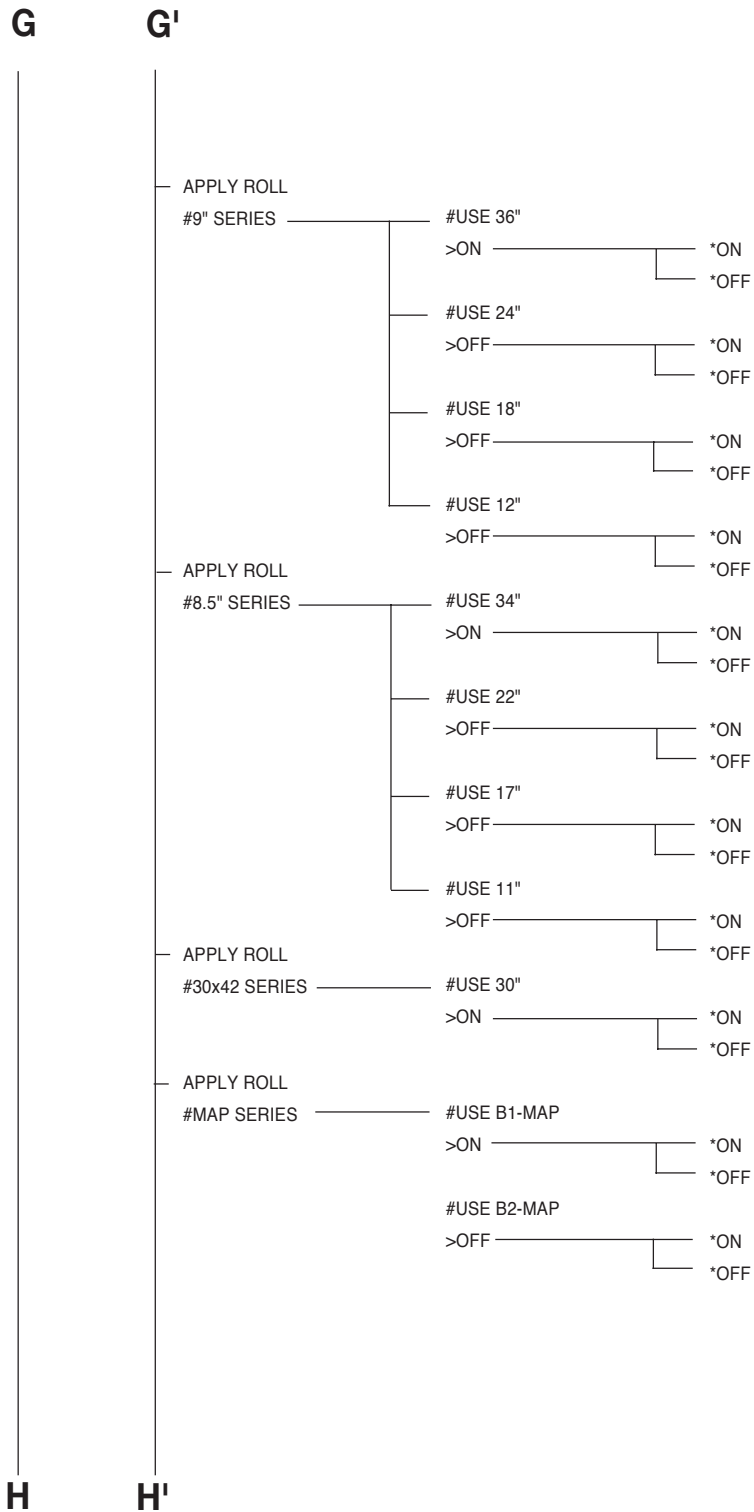 G G'
APPLY ROLL
#9" SERIES
#USE 36"
>ON *ON
*OFF
#USE 24"
>OFF *ON
*OFF
#USE 18"
>OFF *ON
*OFF
#USE 12"
>OFF *ON
*OFF
APPLY ROLL
#8.5" SERIES
#USE 34"
>ON *ON
*OFF
#USE 22"
>OFF *ON
*OFF
#USE 17"
>OFF *ON
*OFF
#USE 11"
>OFF *ON
*OFF
APPLY ROLL
#30x42 SERIES #USE 30"
>ON *ON
*OFF
APPLY ROLL
#MAP SERIES #USE B1-MAP
>ON *ON
*OFF
#USE B2-MAP
>OFF *ON
*OFF
H H'